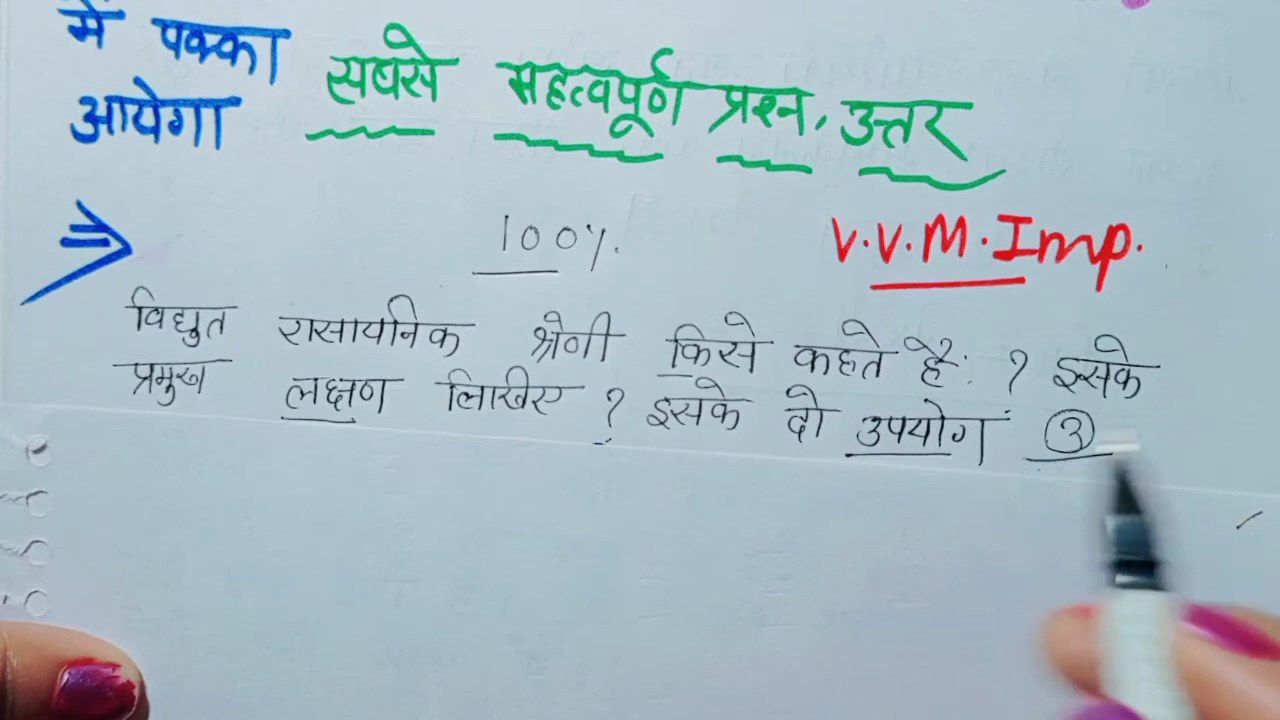 में पक्का
आयेगा
सबसे महत्वपूर्ण प्रश्न, उत्तर
100%.
V.V.M.Imp.
विद्युत रासायनिक श्रेणी किसे कहते हैं: ? इसके
प्रमुख लक्षण लिखीए ? इसके दो उपयोग ③